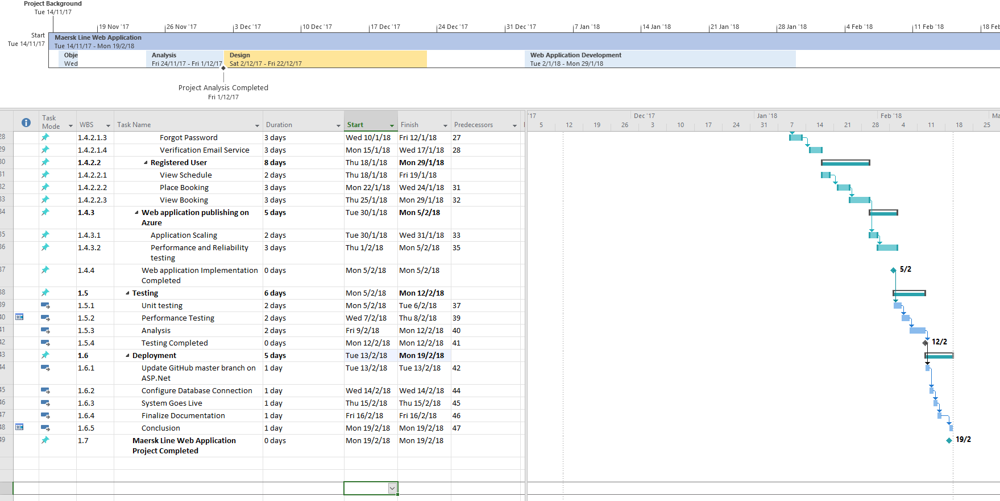 Project Background
Tue 14/11/17
19 Nov '17 26 Nov '17 3 Dec '17 10 Dec '17 17 Dec '17 24 Dec '17 31 Dec '17 7 Jan '18 14 Jan '18 21 Jan '18 28 Jan '18 4 Feb '18 11 Feb '18 18 Feb
Start
Tue 14/11/17
Maersk Line Web Application
Tue 14/11/17 - Mon 19/2/18
Obje Analysis Design Web Application Development
Wed Fri 24/11/17 - Fri 1/12/17 Sat 2/12/17 - Fri 22/12/17 Tue 2/1/18 - Mon 29/1/18
Project Analysis Completed
Fri 1/12/17
Task Mode WBS Task Name Duration Start Finish Predecessors
'17 Dec '17 Jan '18 Feb '18 Ma
5 12 19 26 3 10 17 24 31 7 14 21 28 4 11 18 25
28 1.4.2.1.3 Forgot Password 3 days Wed 10/1/18 Fri 12/1/18 27
29 1.4.2.1.4 Verification Email Service 3 days Mon 15/1/18 Wed 17/1/18 28
30 1.4.2.2 Registered User 8 days Thu 18/1/18 Mon 29/1/18
31 1.4.2.2.1 View Schedule 2 days Thu 18/1/18 Fri 19/1/18
32 1.4.2.2.2 Place Booking 3 days Mon 22/1/18 Wed 24/1/18 31
33 1.4.2.2.3 View Booking 3 days Thu 25/1/18 Mon 29/1/18 32
34 1.4.3 Web application publishing on 5 days Tue 30/1/18 Mon 5/2/18
Azure
35 1.4.3.1 Application Scaling 2 days Tue 30/1/18 Wed 31/1/18 33
36 1.4.3.2 Performance and Reliability 3 days Thu 1/2/18 Mon 5/2/18 35
testing
37 1.4.4 Web application Implementation 0 days Mon 5/2/18 Mon 5/2/18 5/2
Completed
38 1.5 Testing 6 days Mon 5/2/18 Mon 12/2/18
39 1.5.1 Unit testing 2 days Mon 5/2/18 Tue 6/2/18 37
40 1.5.2 Performance Testing 2 days Wed 7/2/18 Thu 8/2/18 39
41 1.5.3 Analysis 2 days Fri 9/2/18 Mon 12/2/18 40
42 1.5.4 Testing Completed 0 days Mon 12/2/18 Mon 12/2/18 41 12/2
43 1.6 Deployment 5 days Tue 13/2/18 Mon 19/2/18
44 1.6.1 Update GitHub master branch on 1 day Tue 13/2/18 Tue 13/2/18 42
ASP.Net
45 1.6.2 Configure Database Connection 1 day Wed 14/2/18 Wed 14/2/18 44
46 1.6.3 System Goes Live 1 day Thu 15/2/18 Thu 15/2/18 45
47 1.6.4 Finalize Documentation 1 day Fri 16/2/18 Fri 16/2/18 46
48 1.6.5 Conclusion 1 day Mon 19/2/18 Mon 19/2/18 47
49 1.7 Maersk Line Web Application 0 days Mon 19/2/18 Mon 19/2/18 19/2
Project Completed